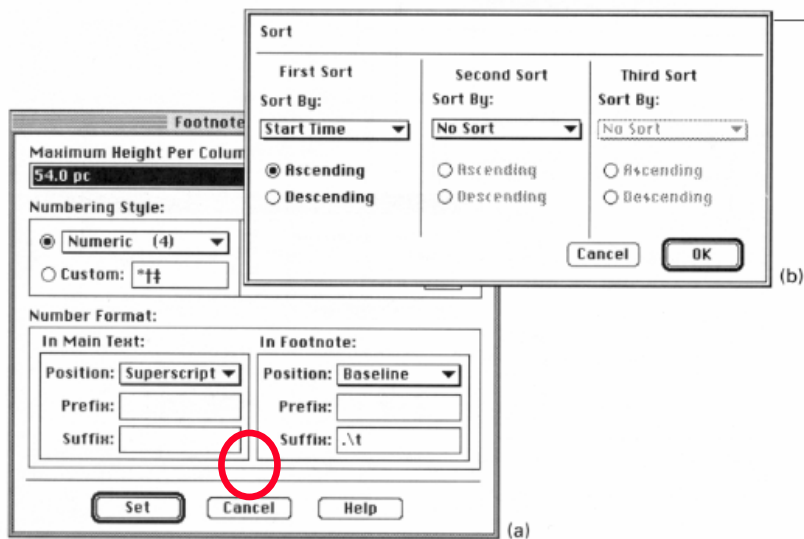 Sort
First Sort
Second Sort
Third Sort
Sort By:
Sort By:
Sort By:
Start Time
No Sort
No Sort
Ascending
Ascending
Ascending
Descending
Descending
Descending
Cancel
OK
(b)
Footnote
Maximum Height Per Colum
54.0 pc
Numbering Style:
Numeric (4)
Custom: *†‡
Number Format:
In Main Text:
In Footnote:
Position: Superscript
Position: Baseline
Prefix:
Prefix:
Suffix:
Suffix: .\t
Set
Cancel
Help
(a)